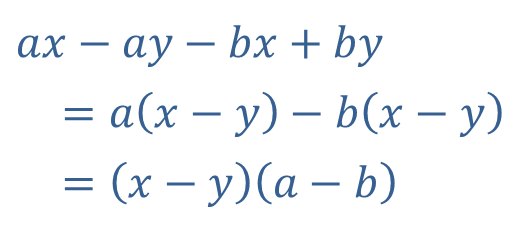 ax − ay − bx + by
= a(x − y) − b(x − y)
= (x − y)(a − b)